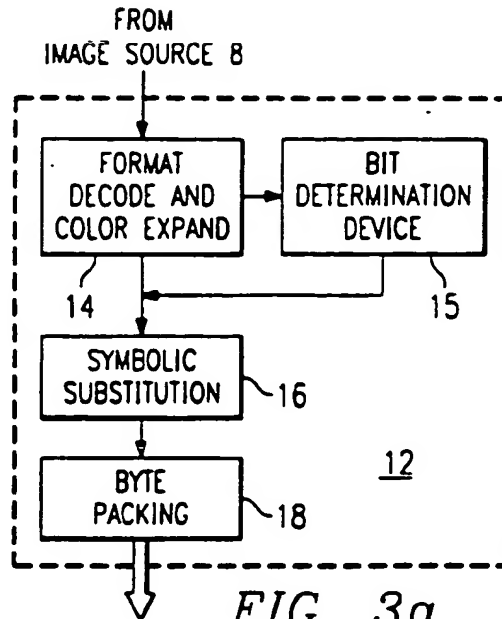 FROM
IMAGE SOURCE 8
FORMAT
DECODE AND
COLOR EXPAND
BIT
DETERMINATION
DEVICE
14
15
SYMBOLIC
SUBSTITUTION
16
12
BYTE
PACKING
18
FIG. 3a